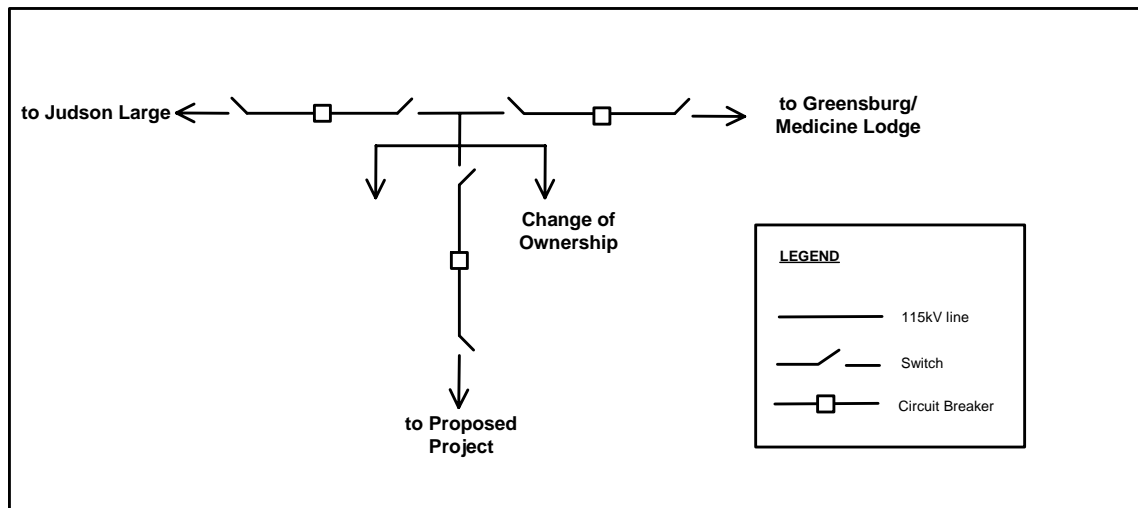 to Judson Large
to Greensburg/
Medicine Lodge
Change of
Ownership
to Proposed
Project
LEGEND
115kV line
Switch
Circuit Breaker